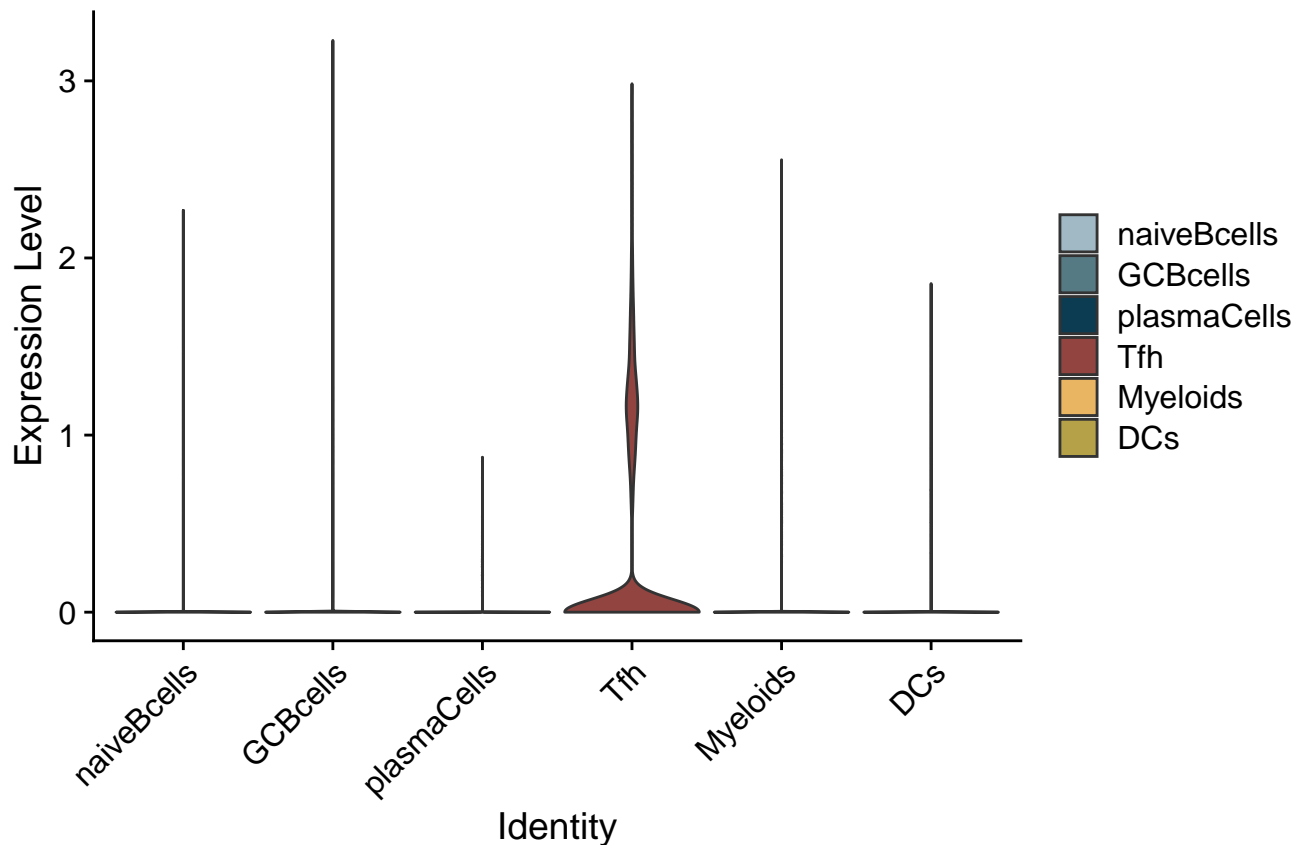 Expression Level
3
2
1
0
naiveBcells
GCBcells
plasmaCells
Tfh
Myeloids
DCs
Identity
naiveBcells
GCBcells
plasmaCells
Tfh
Myeloids
DCs